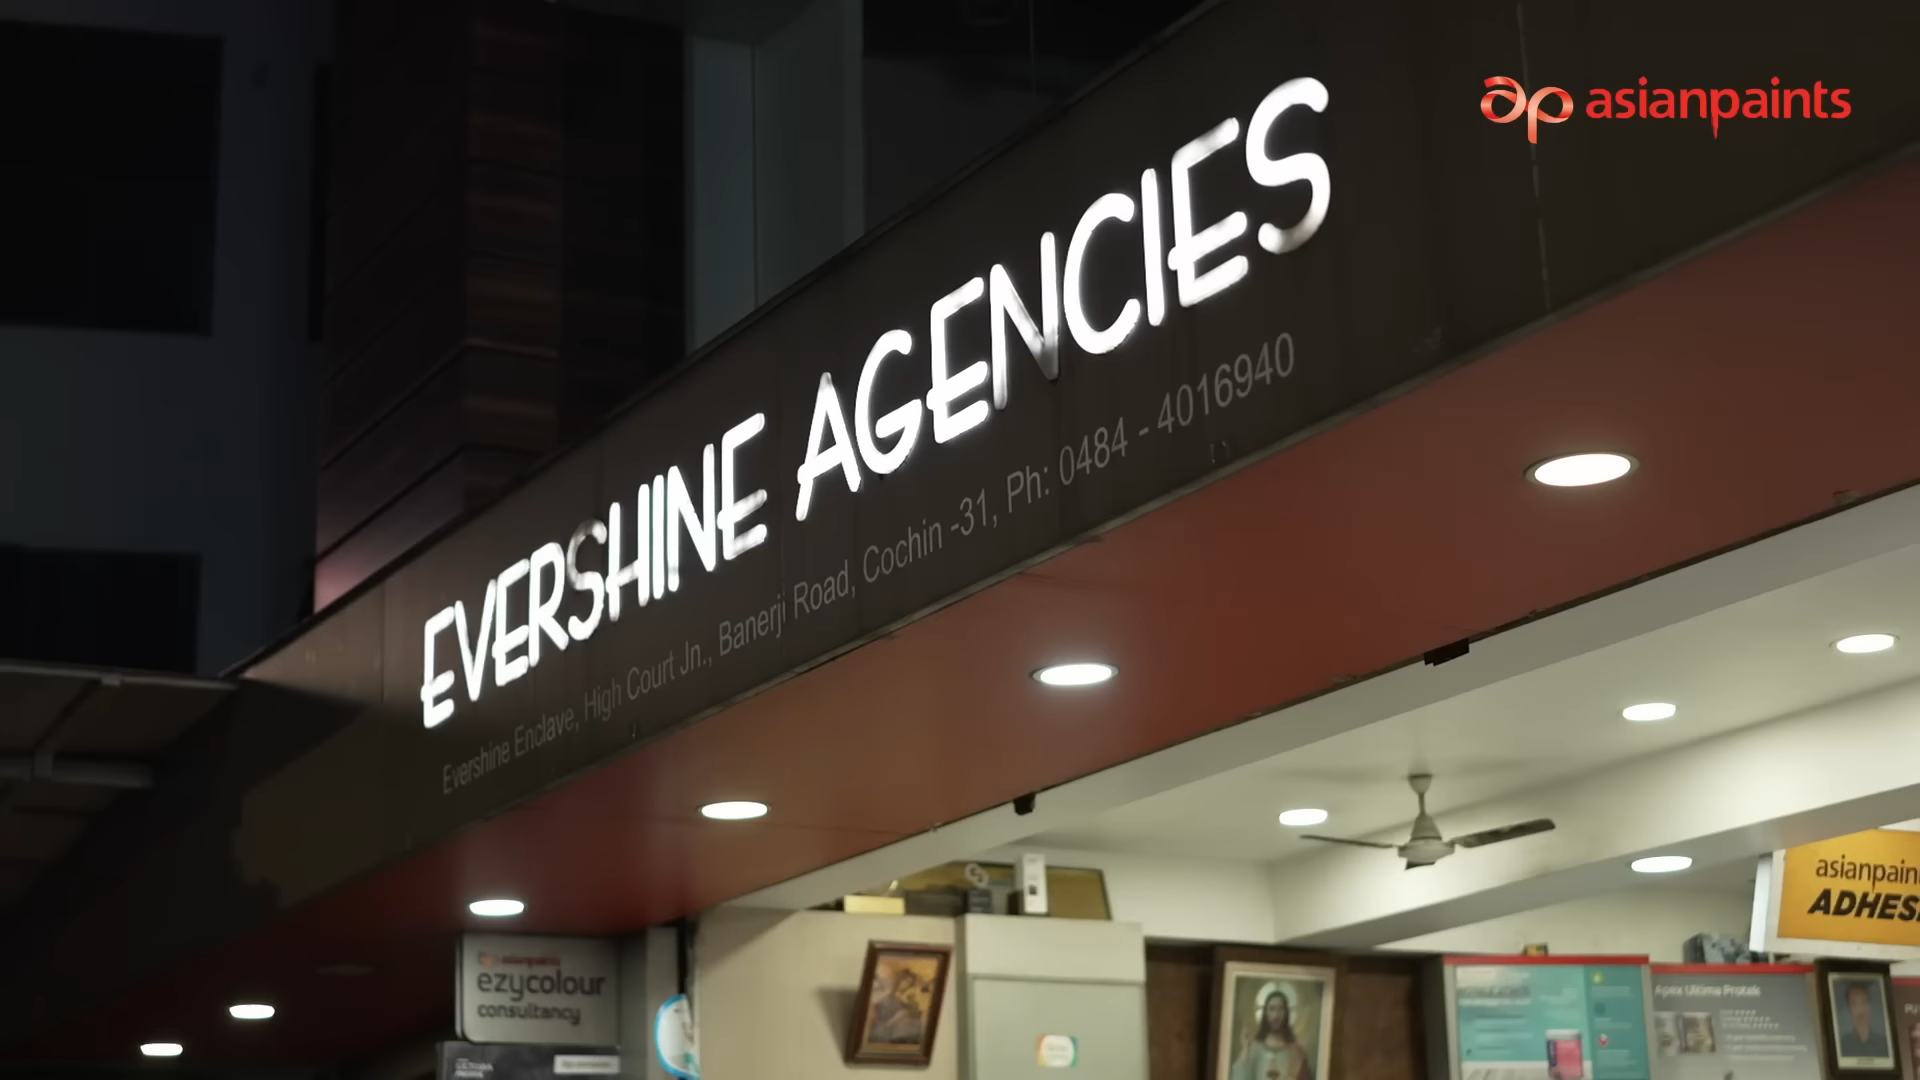 asianpaints
EVERSHINE AGENCIES
Evershine Enclave, High Court Jn., Banerji Road, Cochin -31, Ph: 0484 - 4016940
asianpain
ADHES
asianpaints
ezycolour
consultancy
Apex Ultima Protek